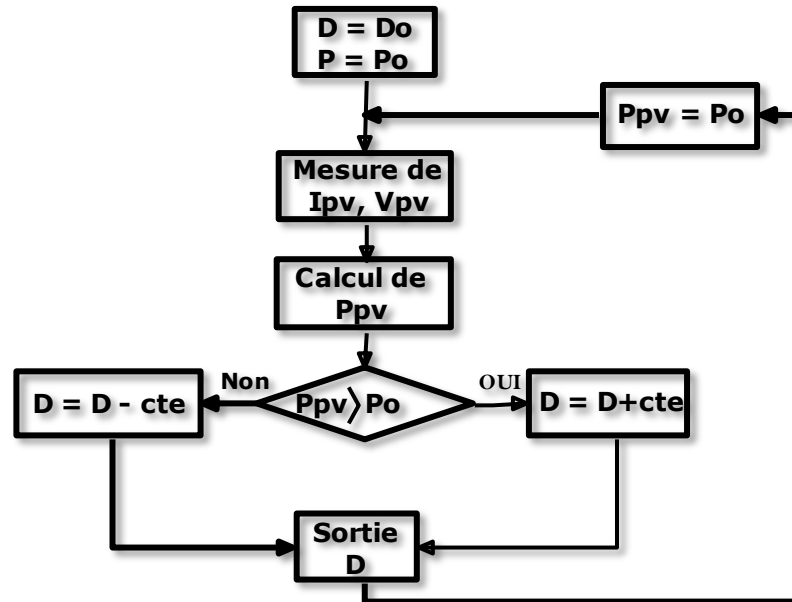 D = Do
P = Po
Ppv = Po
Mesure de
Ipv, Vpv
Calcul de
Ppv
Non
OUI
D = D - cte
Ppv⟩Po
D = D+cte
Sortie
D